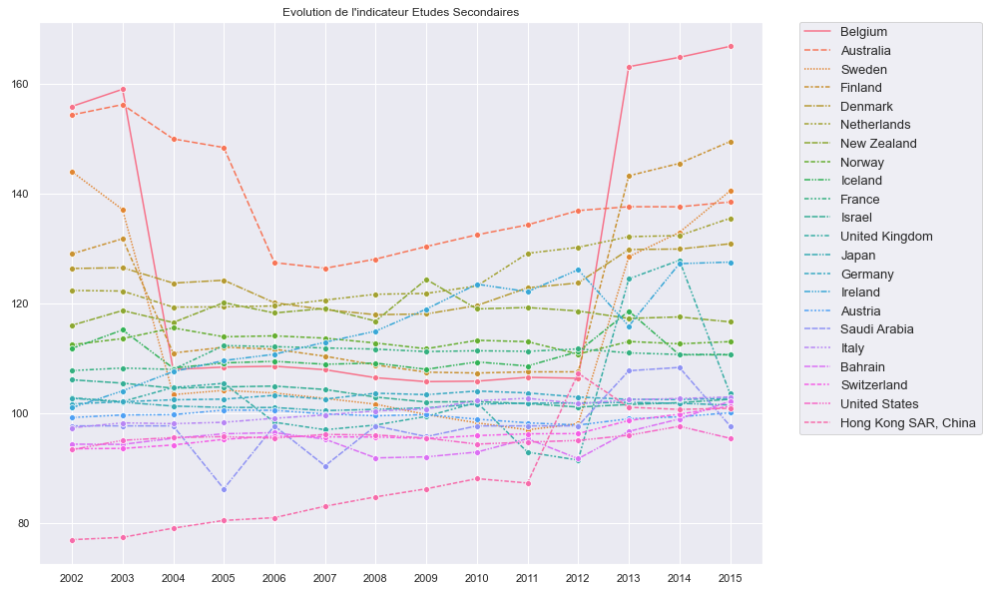 Evolution de l'indicateur Etudes Secondaires
160
140
120
100
80
2002 2003 2004 2005 2006 2007 2008 2009 2010 2011 2012 2013 2014 2015
Belgium
Australia
Sweden
Finland
Denmark
Netherlands
New Zealand
Norway
Iceland
France
Israel
United Kingdom
Japan
Germany
Ireland
Austria
Saudi Arabia
Italy
Bahrain
Switzerland
United States
Hong Kong SAR, China